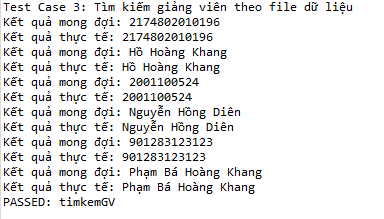 Test Case 3: Tìm kiếm giảng viên theo file dữ liệu
Kết quả mong đợi: 2174802010196
Kết quả thực tế: 2174802010196
Kết quả mong đợi: Hồ Hoàng Khang
Kết quả thực tế: Hồ Hoàng Khang
Kết quả mong đợi: 2001100524
Kết quả thực tế: 2001100524
Kết quả mong đợi: Nguyễn Hồng Diên
Kết quả thực tế: Nguyễn Hồng Diên
Kết quả mong đợi: 901283123123
Kết quả thực tế: 901283123123
Kết quả mong đợi: Phạm Bá Hoàng Khang
Kết quả thực tế: Phạm Bá Hoàng Khang
PASSED: timkemGV